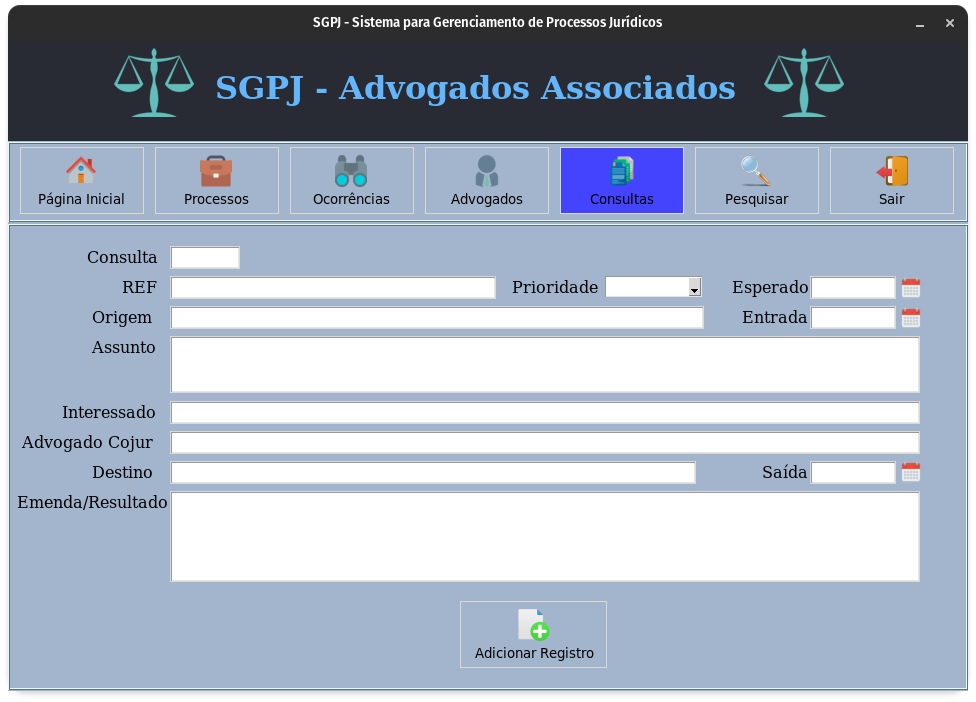 SGPJ - Sistema para Gerenciamento de Processos Jurídicos
SGPJ - Advogados Associados
Página Inicial Processos Ocorrências Advogados Consultas Pesquisar Sair
Consulta
REF Prioridade Esperado
Origem Entrada
Assunto
Interessado
Advogado Cojur
Destino Saída
Emenda/Resultado
Adicionar Registro